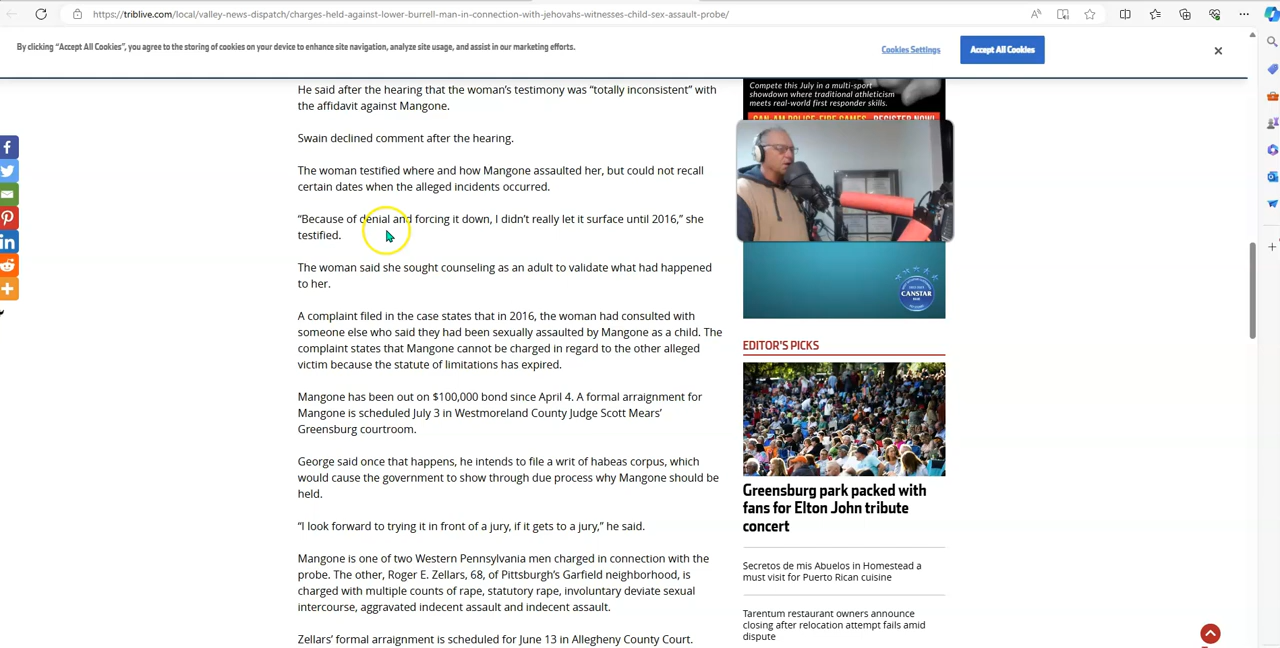 https://triblive.com/local/valley-news-dispatch/charges-held-against-lower-burrell-man-in-connection-with-jehovahs-witnesses-child-sex-assault-probe/
By clicking “Accept All Cookies”, you agree to the storing of cookies on your device to enhance site navigation, analyze site usage, and assist in our marketing efforts.
Cookies Settings
Accept All Cookies
He said after the hearing that the woman’s testimony was “totally inconsistent” with
the affidavit against Mangone.
Swain declined comment after the hearing.
The woman testified where and how Mangone assaulted her, but could not recall
certain dates when the alleged incidents occurred.
“Because of denial and forcing it down, I didn’t really let it surface until 2016,” she
testified.
The woman said she sought counseling as an adult to validate what had happened
to her.
A complaint filed in the case states that in 2016, the woman had consulted with
someone else who said they had been sexually assaulted by Mangone as a child. The
complaint states that Mangone cannot be charged in regard to the other alleged
victim because the statute of limitations has expired.
Mangone has been out on $100,000 bond since April 4. A formal arraignment for
Mangone is scheduled July 3 in Westmoreland County Judge Scott Mears’
Greensburg courtroom.
George said once that happens, he intends to file a writ of habeas corpus, which
would cause the government to show through due process why Mangone should be
held.
“I look forward to trying it in front of a jury, if it gets to a jury,” he said.
Mangone is one of two Western Pennsylvania men charged in connection with the
probe. The other, Roger E. Zellars, 68, of Pittsburgh’s Garfield neighborhood, is
charged with multiple counts of rape, statutory rape, involuntary deviate sexual
intercourse, aggravated indecent assault and indecent assault.
Zellars’ formal arraignment is scheduled for June 13 in Allegheny County Court.
Compete this July in a multi-sport
showdown where traditional athleticism
meets real-world first responder skills.
CAN-AM POLICE-FIRE GAMES REGISTER NOW!
CANSTAR
EDITOR’S PICKS
Greensburg park packed with
fans for Elton John tribute
concert
Secretos de mis Abuelos in Homestead a
must visit for Puerto Rican cuisine
Tarentum restaurant owners announce
closing after relocation attempt fails amid
dispute